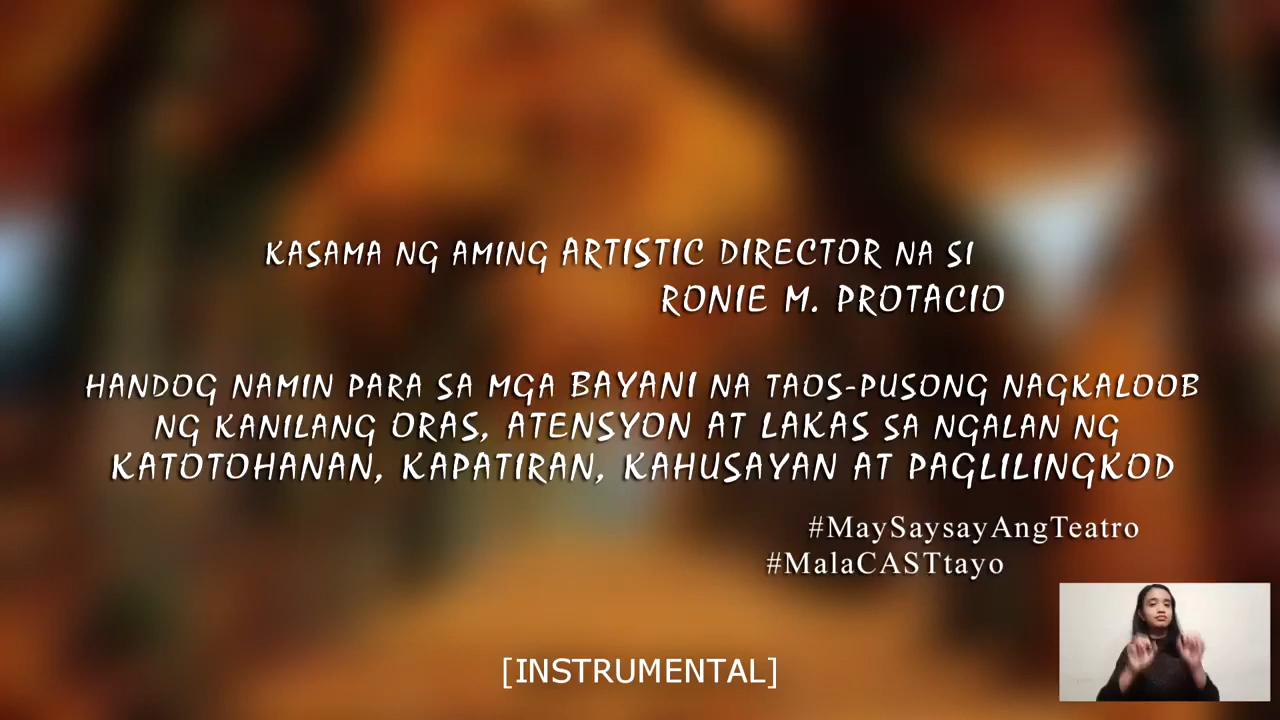 KASAMA NG AMING ARTISTIC DIRECTOR NA SI
RONIE M. PROTACIO
HANDOG NAMIN PARA SA MGA BAYANI NA TAOS-PUSONG NAGKALOOB
NG KANILANG ORAS, ATENSYON AT LAKAS SA NGALAN NG
KATOTOHANAN, KAPATIRAN, KAHUSAYAN AT PAGLILINGKOD
#MaySaysayAngTeatro
#MalaCASTtayo
[INSTRUMENTAL]